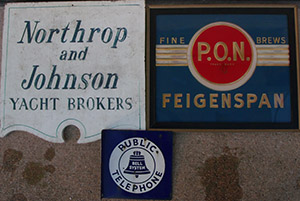 Northrop
and
Johnson
YACHT BROKERS
FINE BREWS
P.O.N.
FEIGENSPAN
PUBLIC
BELL SYSTEM
TELEPHONE